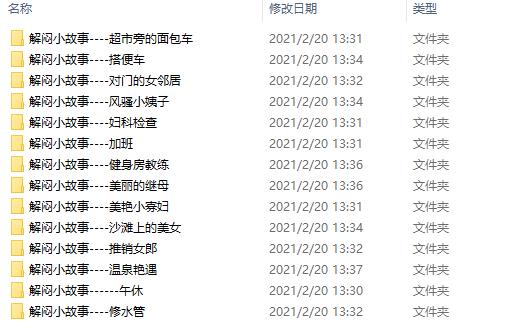 名称 修改日期 类型
解闷小故事----超市旁的面包车 2021/2/20 13:31 文件夹
解闷小故事----搭便车 2021/2/20 13:34 文件夹
解闷小故事----对门的女邻居 2021/2/20 13:32 文件夹
解闷小故事----风骚小姨子 2021/2/20 13:34 文件夹
解闷小故事----妇科检查 2021/2/20 13:31 文件夹
解闷小故事----加班 2021/2/20 13:31 文件夹
解闷小故事----健身房教练 2021/2/20 13:36 文件夹
解闷小故事----美丽的继母 2021/2/20 13:36 文件夹
解闷小故事----美艳小寡妇 2021/2/20 13:31 文件夹
解闷小故事----沙滩上的美女 2021/2/20 13:34 文件夹
解闷小故事----推销女郎 2021/2/20 13:32 文件夹
解闷小故事----温泉艳遇 2021/2/20 13:37 文件夹
解闷小故事------午休 2021/2/20 13:30 文件夹
解闷小故事----修水管 2021/2/20 13:32 文件夹